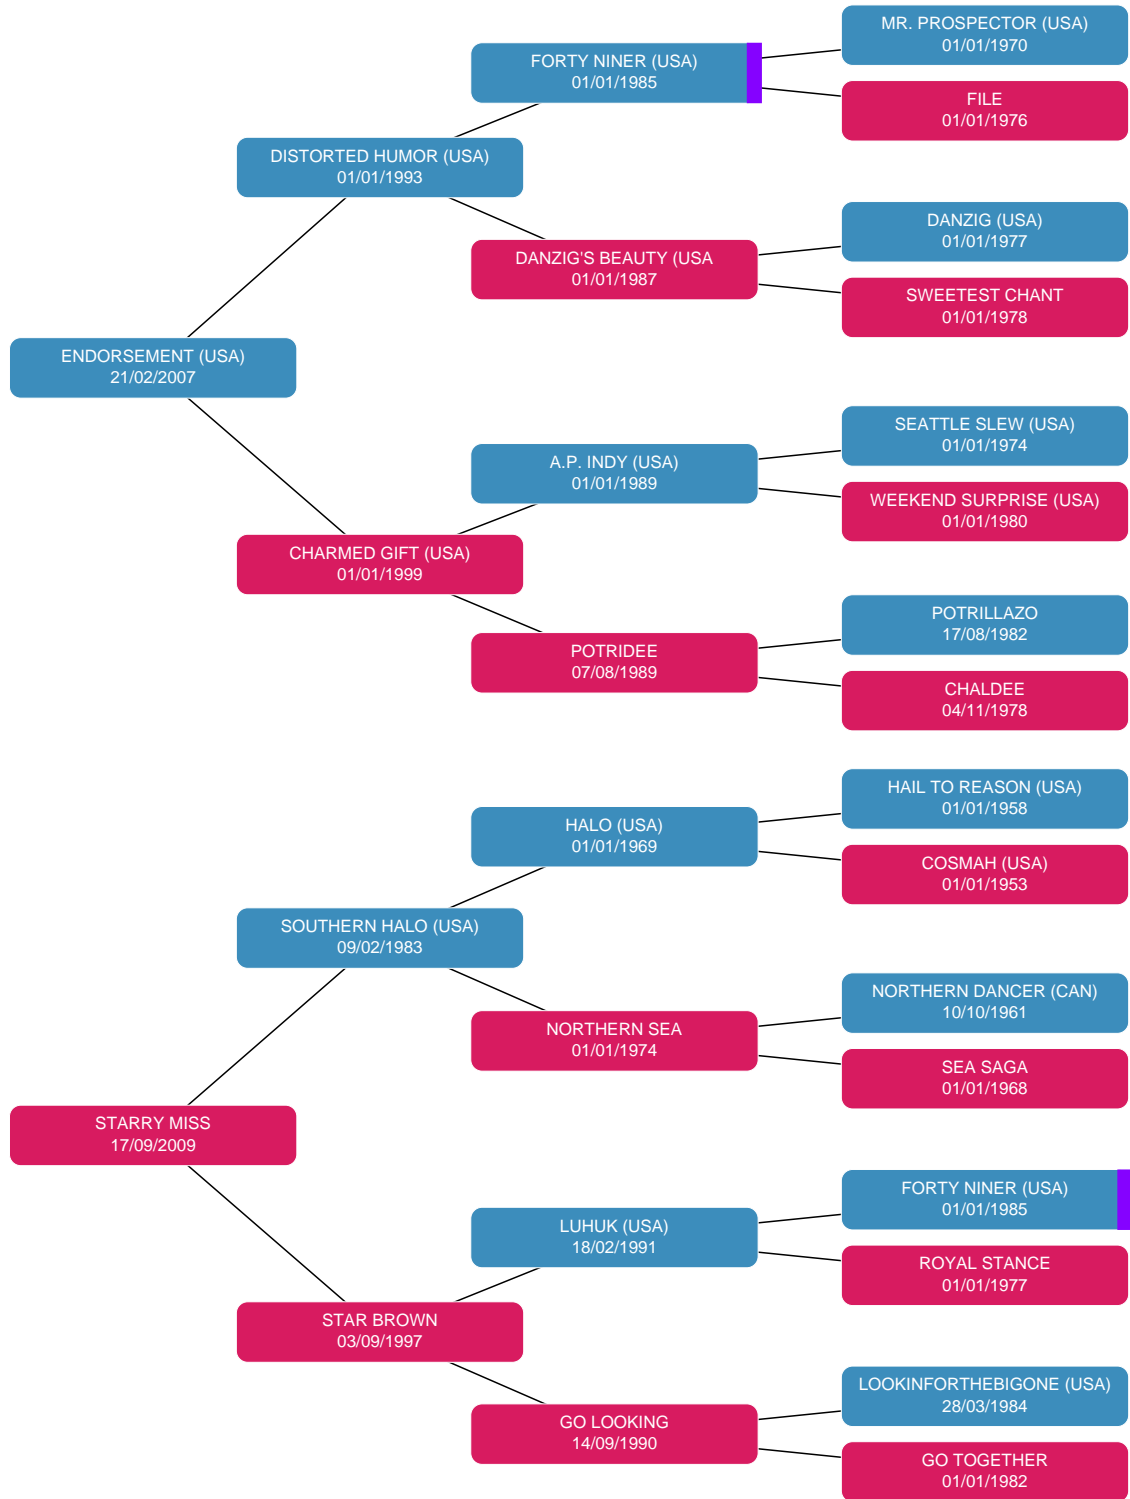 MR. PROSPECTOR (USA)
01/01/1970
FORTY NINER (USA)
01/01/1985
FILE
01/01/1976
DISTORTED HUMOR (USA)
01/01/1993
DANZIG (USA)
01/01/1977
DANZIG'S BEAUTY (USA
01/01/1987
SWEETEST CHANT
01/01/1978
ENDORSEMENT (USA)
21/02/2007
SEATTLE SLEW (USA)
01/01/1974
A.P. INDY (USA)
01/01/1989
WEEKEND SURPRISE (USA)
01/01/1980
CHARMED GIFT (USA)
01/01/1999
POTRILLAZO
17/08/1982
POTRIDEE
07/08/1989
CHALDEE
04/11/1978
HAIL TO REASON (USA)
01/01/1958
HALO (USA)
01/01/1969
COSMAH (USA)
01/01/1953
SOUTHERN HALO (USA)
09/02/1983
NORTHERN DANCER (CAN)
10/10/1961
NORTHERN SEA
01/01/1974
SEA SAGA
01/01/1968
STARRY MISS
17/09/2009
FORTY NINER (USA)
01/01/1985
LUHUK (USA)
18/02/1991
ROYAL STANCE
01/01/1977
STAR BROWN
03/09/1997
LOOKINFORTHEBIGONE (USA)
28/03/1984
GO LOOKING
14/09/1990
GO TOGETHER
01/01/1982